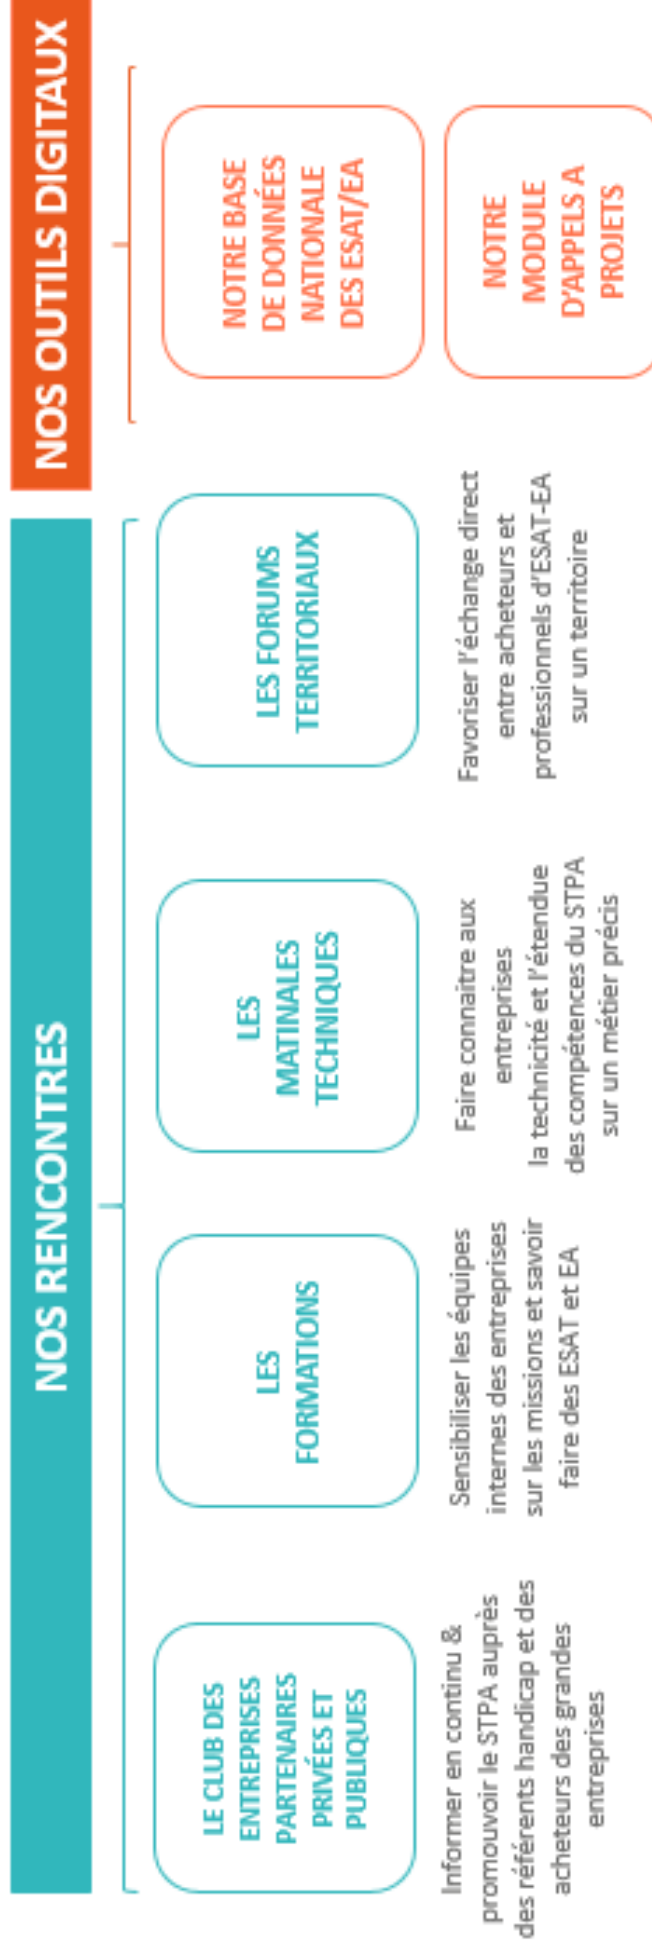 NOS RENCONTRES
LE CLUB DES
ENTREPRISES
PARTENAIRES
PRIVÉES ET
PUBLIQUES
Informer en continu &
promouvoir le STPA auprès
des référents handicap et des
acheteurs des grandes
entreprises
LES
FORMATIONS
Sensibiliser les équipes
internes des entreprises
sur les missions et savoir
faire des ESAT et EA
LES
MATINALES
TECHNIQUES
Faire connaitre aux
entreprises
la technicité et l'étendue
des compétences du STPA
sur un métier précis
LES FORUMS
TERRITORIAUX
Favoriser l'échange direct
entre acheteurs et
professionnels d'ESAT-EA
sur un territoire
NOS OUTILS DIGITAUX
NOTRE BASE
DE DONNÉES
NATIONALE
DES ESAT/EA
NOTRE
MODULE
D'APPELS A
PROJETS